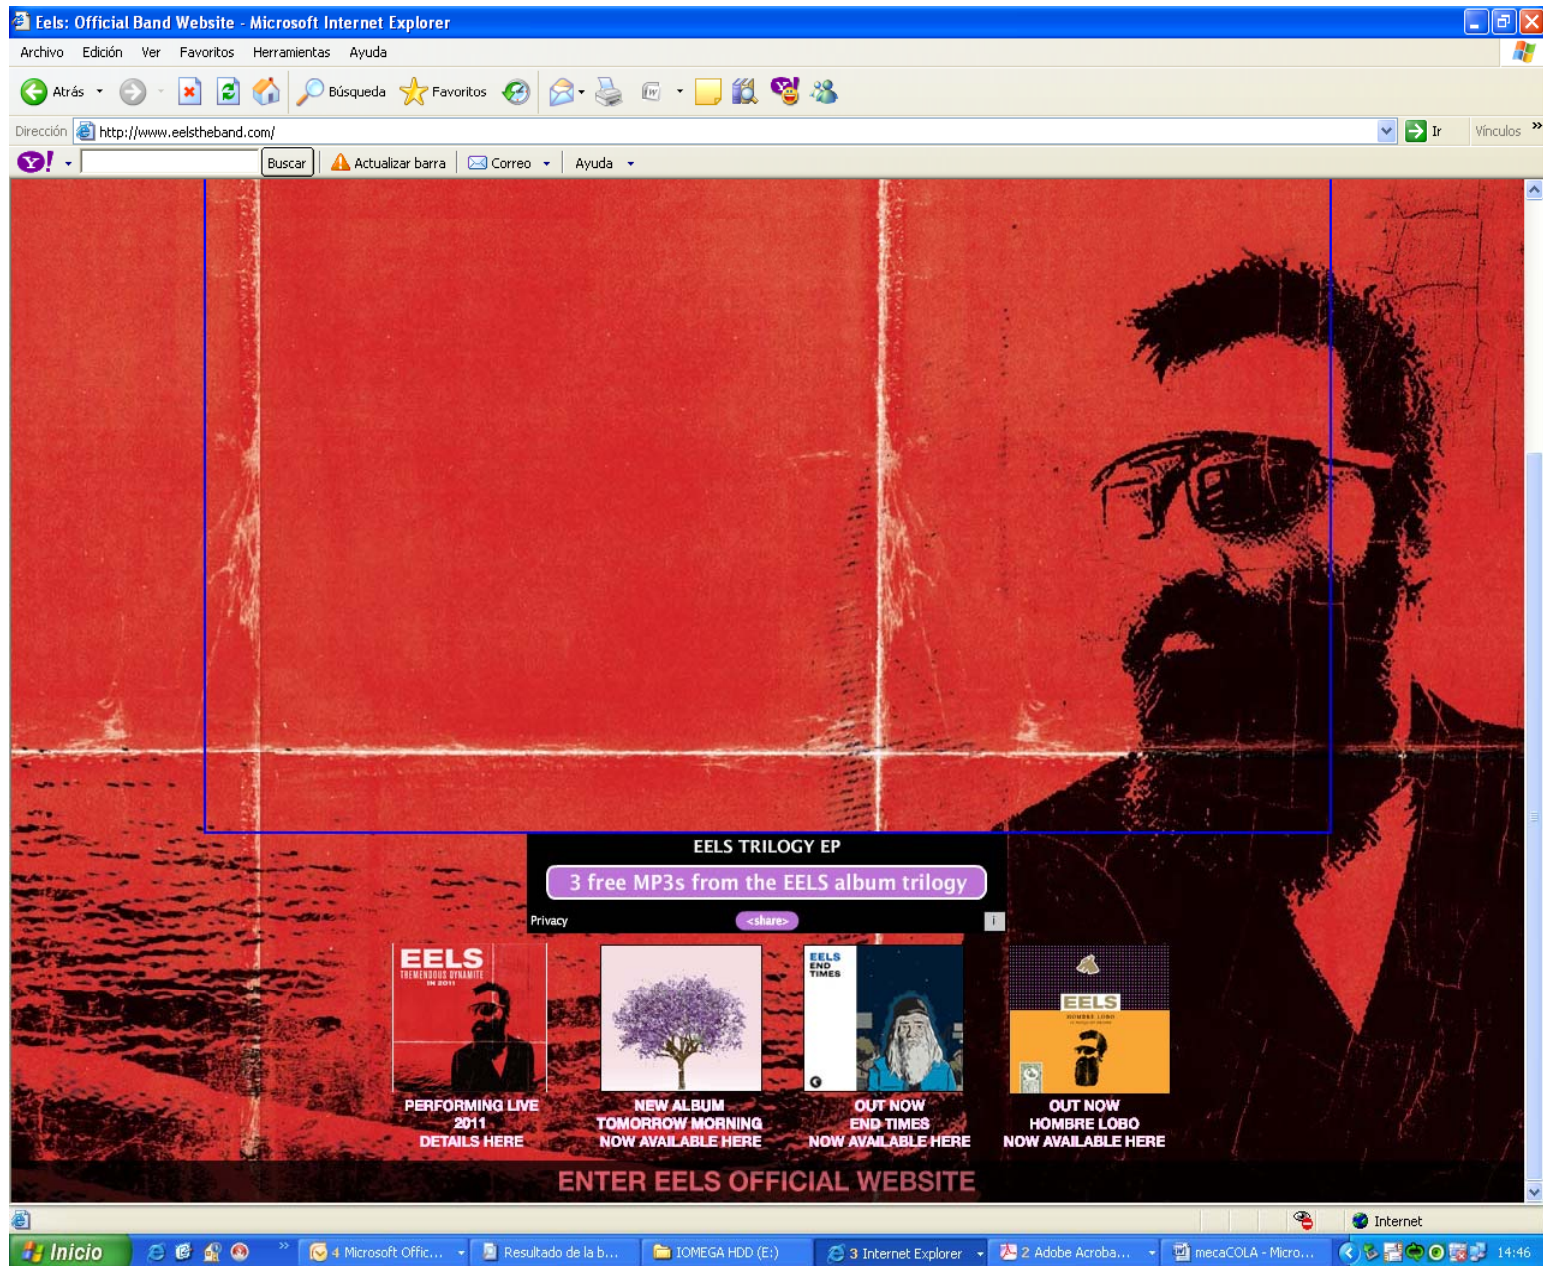 Eels: Official Band Website - Microsoft Internet Explorer
Archivo Edición Ver Favoritos Herramientas Ayuda
Atrás Búsqueda Favoritos
Dirección http://www.eelstheband.com/ Ir Vínculos »
Y! Buscar Actualizar barra Correo Ayuda
EELS TRILOGY EP
3 free MP3s from the EELS album trilogy
Privacy <share> i
EELS
TREMENDOUS DYNAMITE
IN 2011
EELS
END
TIMES
EELS
HOMBRE LOBO
PERFORMING LIVE
2011
DETAILS HERE
NEW ALBUM
TOMORROW MORNING
NOW AVAILABLE HERE
OUT NOW
END TIMES
NOW AVAILABLE HERE
OUT NOW
HOMBRE LOBO
NOW AVAILABLE HERE
ENTER EELS OFFICIAL WEBSITE
Internet
Inicio » 4 Microsoft Offic... Resultado de la b... IOMEGA HDD (E:) 3 Internet Explorer 2 Adobe Acroba... mecaCOLA - Micro... 14:46